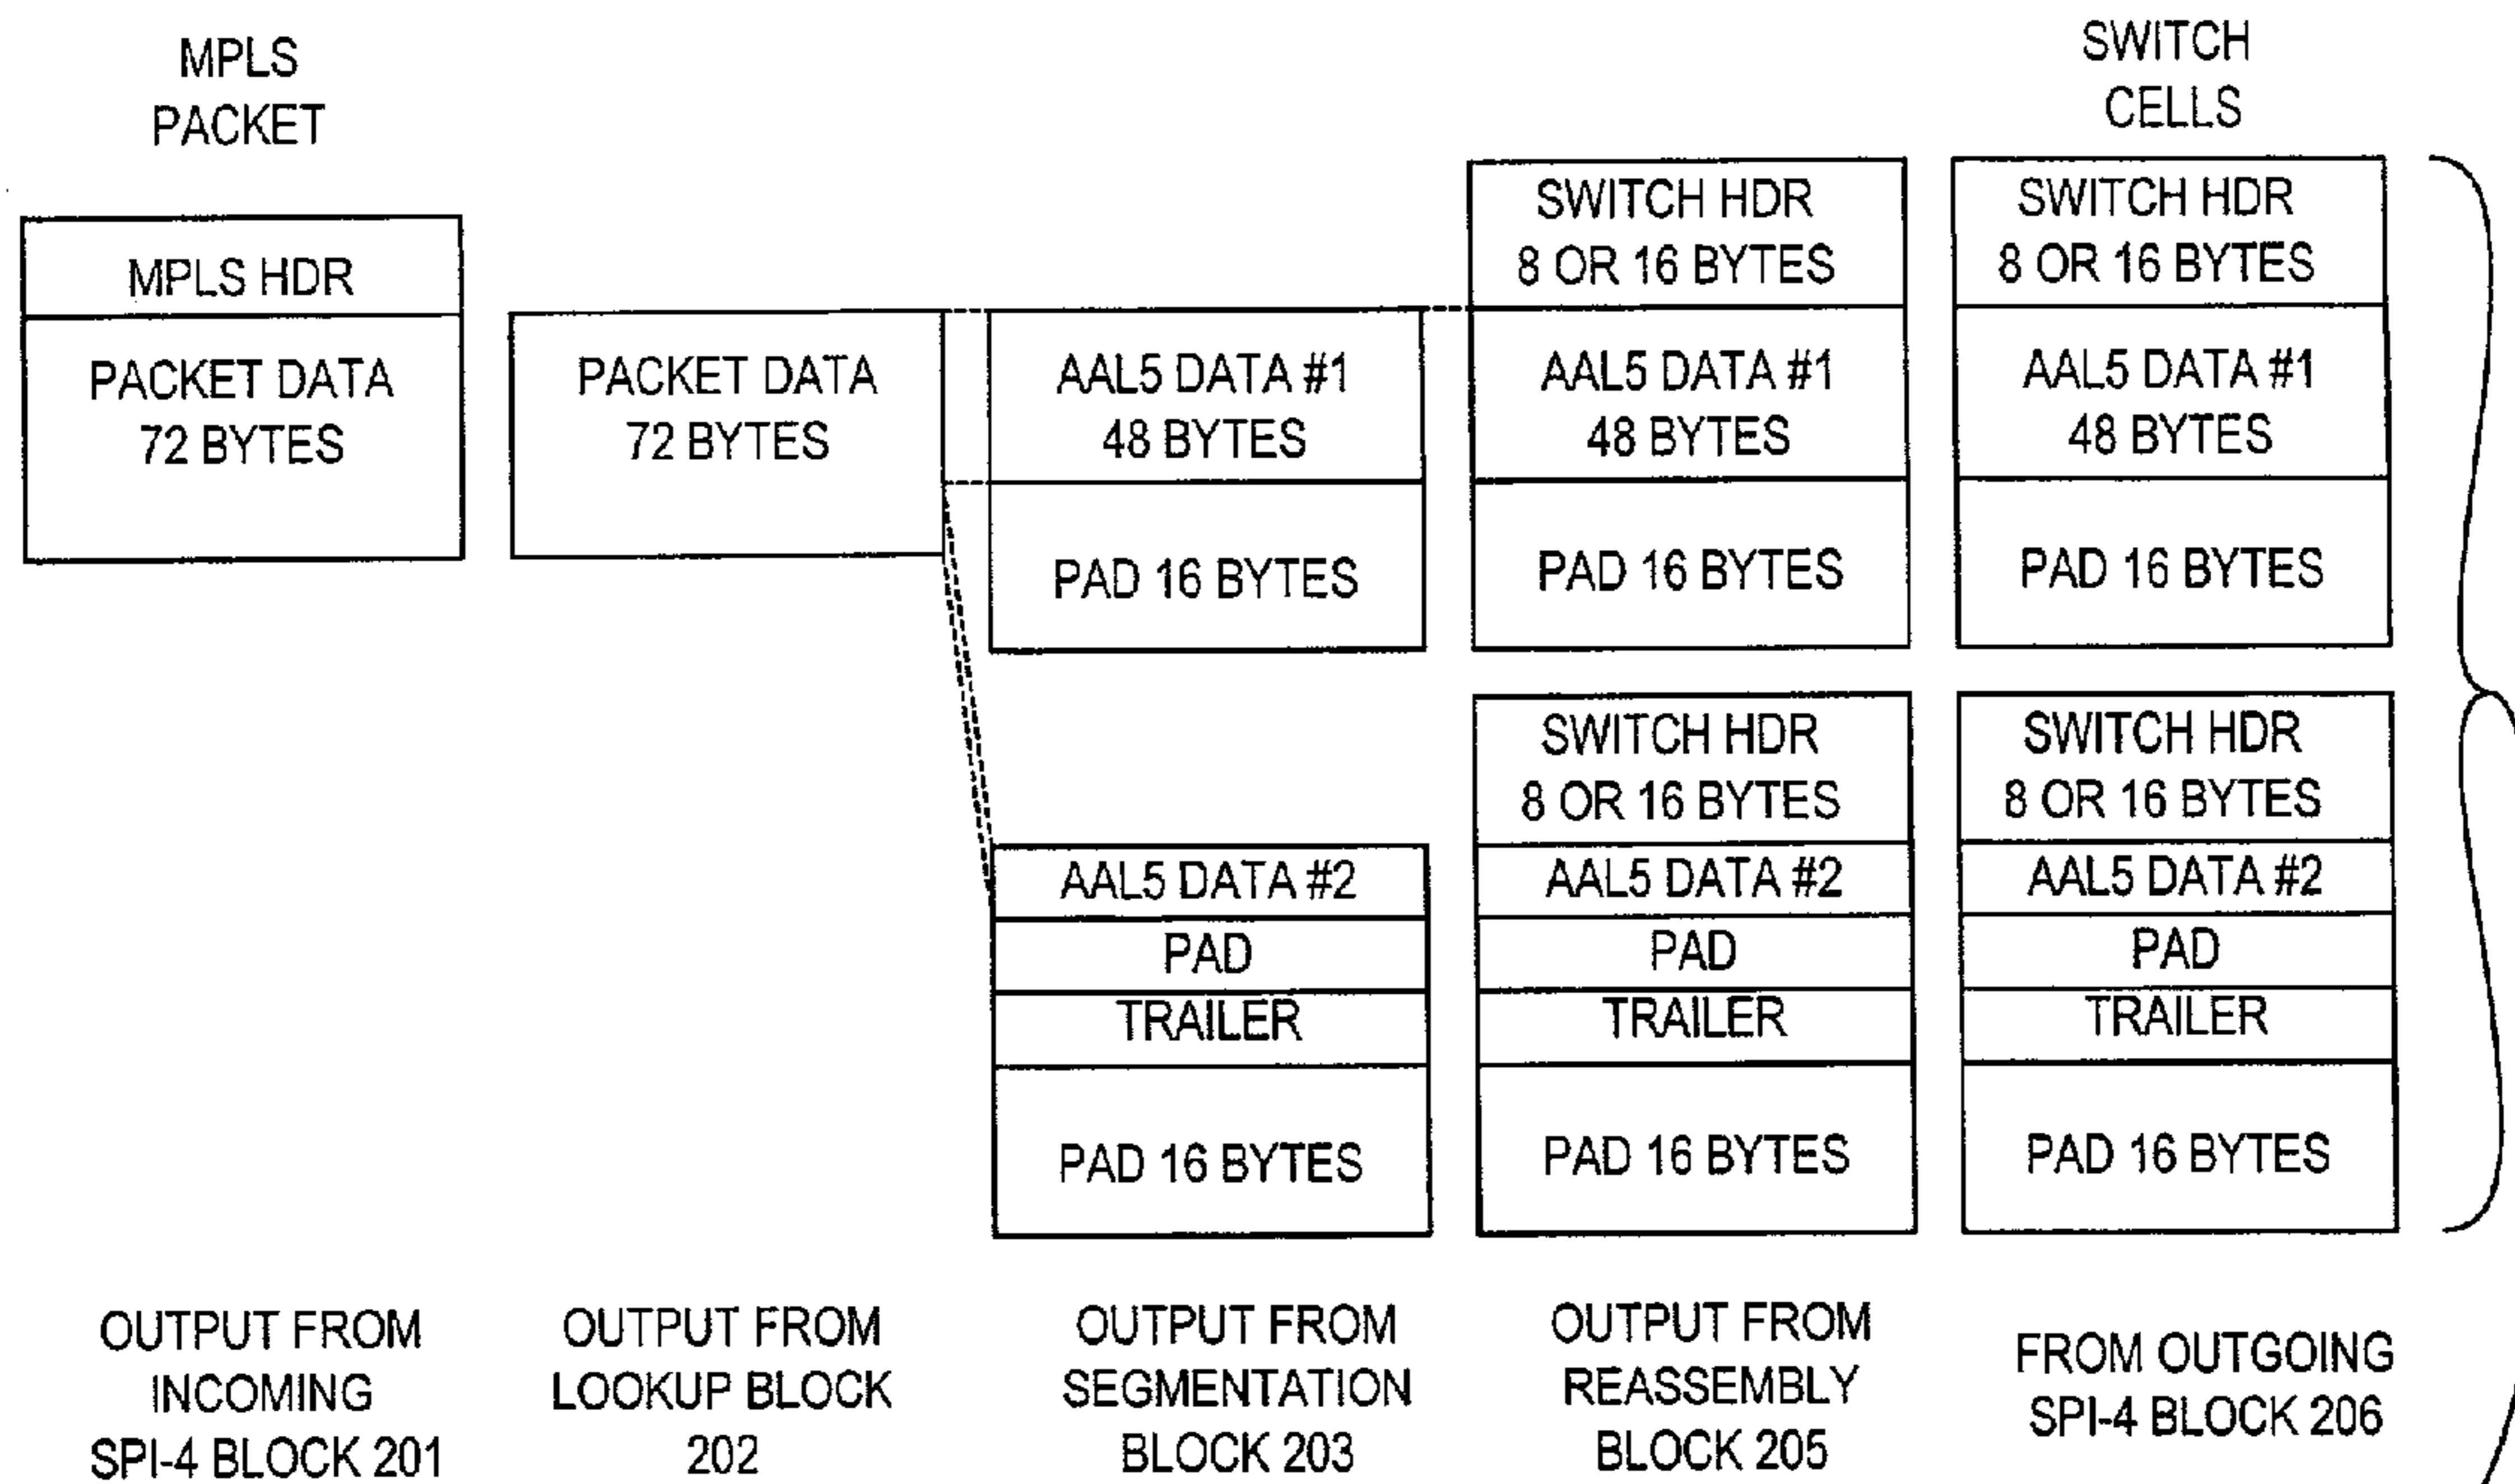 MPLS
PACKET
MPLS HDR
PACKET DATA
72 BYTES
OUTPUT FROM
INCOMING
SPI-4 BLOCK 201
PACKET DATA
72 BYTES
OUTPUT FROM
LOOKUP BLOCK
202
AAL5 DATA #1
48 BYTES
PAD 16 BYTES
AAL5 DATA #2
PAD
TRAILER
PAD 16 BYTES
OUTPUT FROM
SEGMENTATION
BLOCK 203
SWITCH HDR
8 OR 16 BYTES
AAL5 DATA #1
48 BYTES
PAD 16 BYTES
SWITCH HDR
8 OR 16 BYTES
AAL5 DATA #2
PAD
TRAILER
PAD 16 BYTES
OUTPUT FROM
REASSEMBLY
BLOCK 205
SWITCH
CELLS
SWITCH HDR
8 OR 16 BYTES
AAL5 DATA #1
48 BYTES
PAD 16 BYTES
SWITCH HDR
8 OR 16 BYTES
AAL5 DATA #2
PAD
TRAILER
PAD 16 BYTES
FROM OUTGOING
SPI-4 BLOCK 206